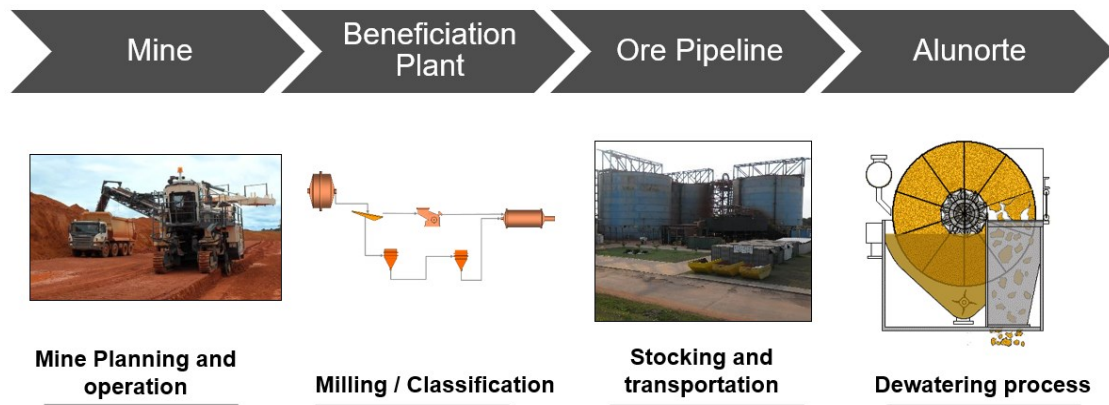 Mine
Beneficiation
Plant
Ore Pipeline
Alunorte
Mine Planning and
operation
Milling / Classification
Stocking and
transportation
Dewatering process